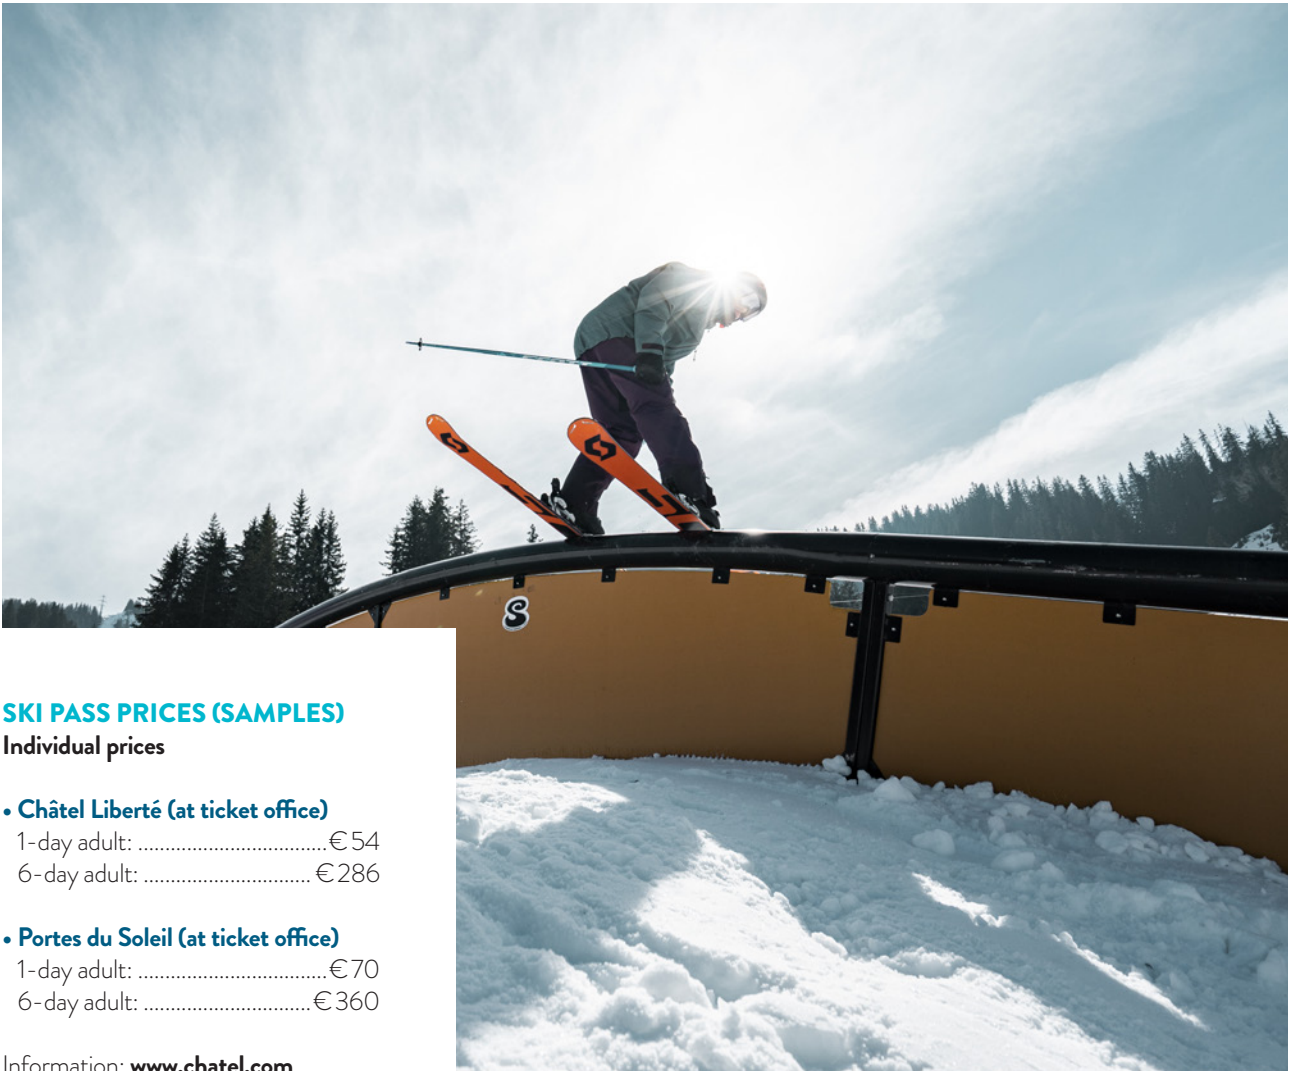 S
SKI PASS PRICES (SAMPLES)
Individual prices
• Châtel Liberté (at ticket office)
1-day adult: ...................................€54
6-day adult: ............................... €286
• Portes du Soleil (at ticket office)
1-day adult: ...................................€70
6-day adult: ...............................€360
Information: www.chatel.com